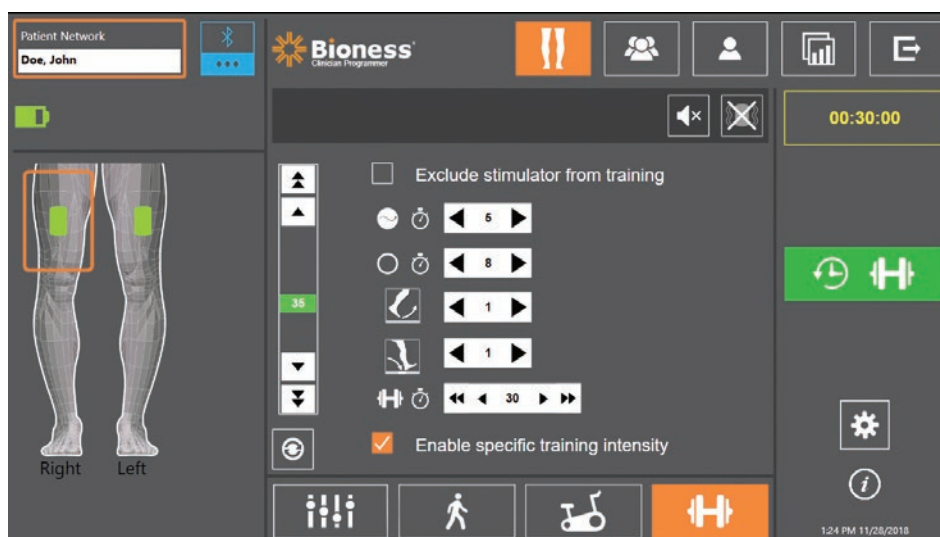 Patient Network
Doe, John
Bioness
Clinician Programmer
00:30:00
Exclude stimulator from training
5
8
35
1
1
30
Enable specific training intensity
Right Left
i
1:24 PM 11/28/2018